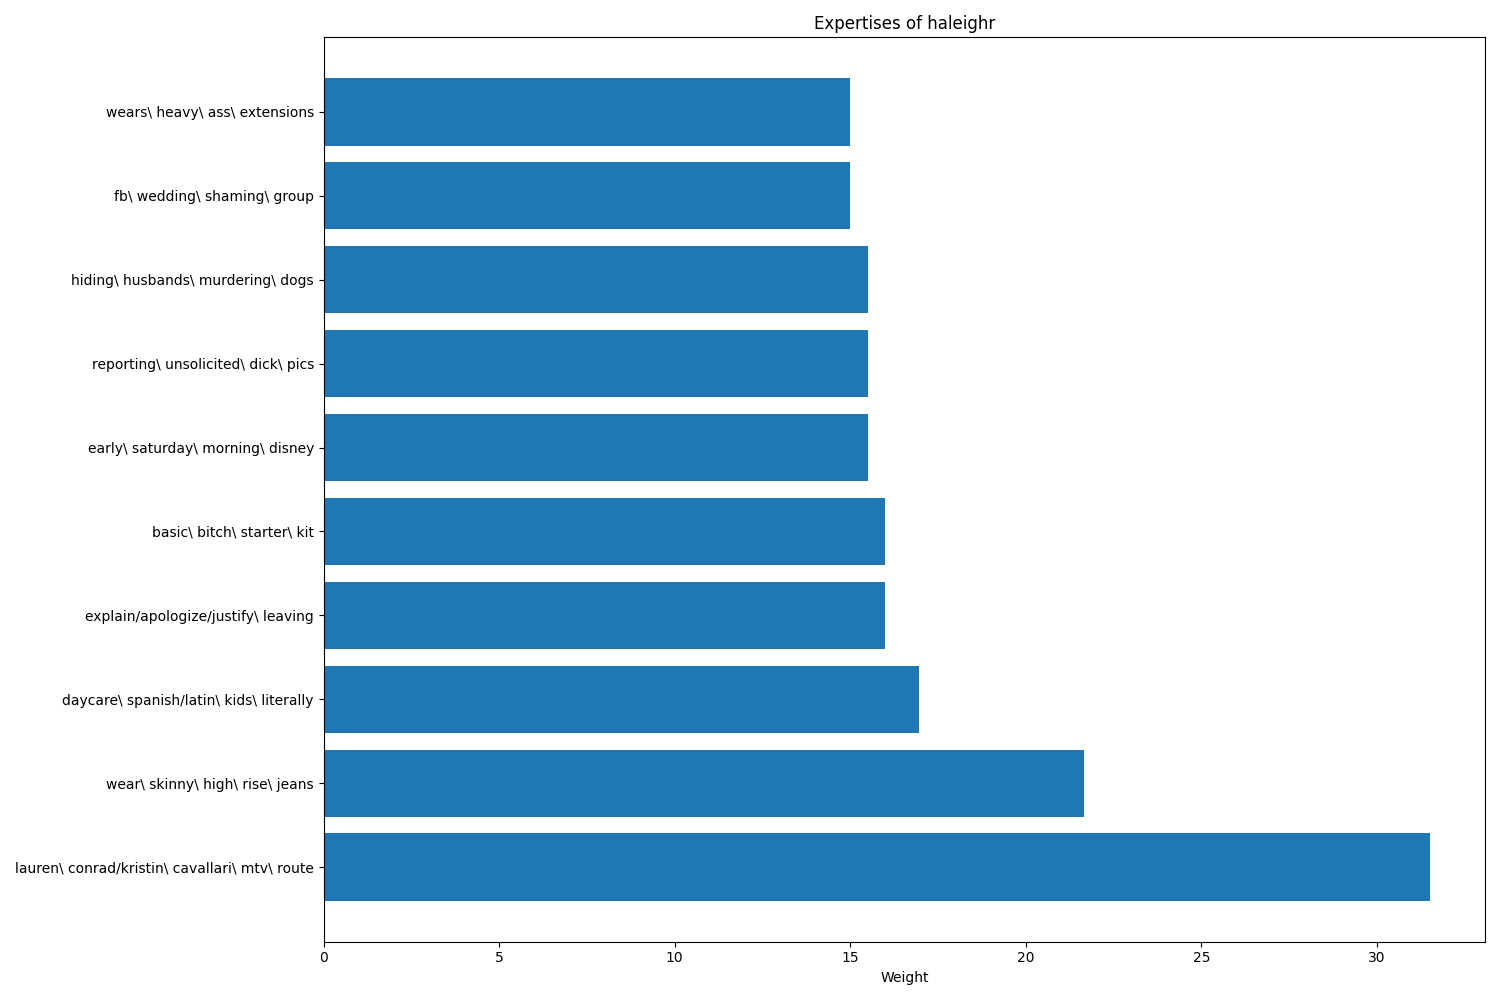 Expertises of haleighr
wears\ heavy\ ass\ extensions
fb\ wedding\ shaming\ group
hiding\ husbands\ murdering\ dogs
reporting\ unsolicited\ dick\ pics
early\ saturday\ morning\ disney
basic\ bitch\ starter\ kit
explain/apologize/justify\ leaving
daycare\ spanish/latin\ kids\ literally
wear\ skinny\ high\ rise\ jeans
lauren\ conrad/kristin\ cavallari\ mtv\ route
0 5 10 15 20 25 30
Weight